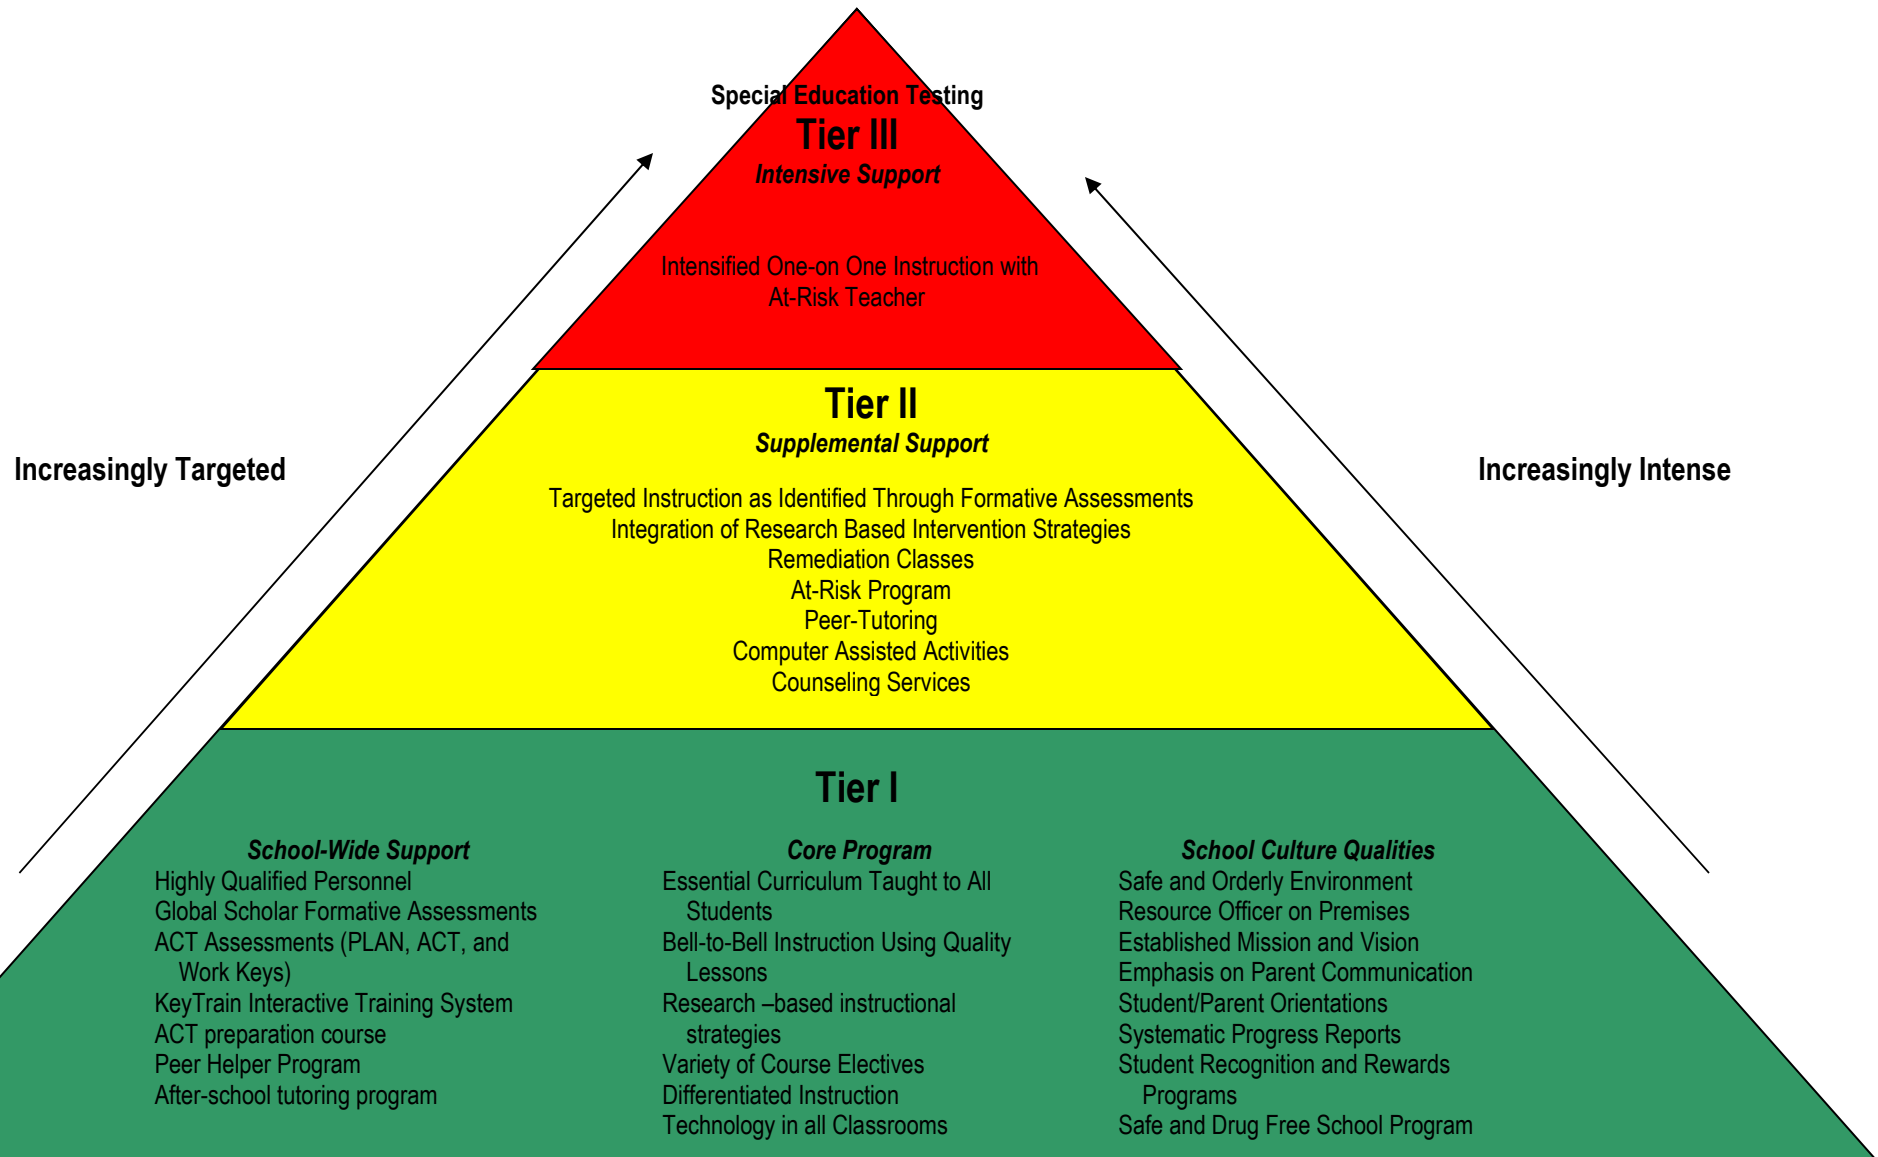 Special Education Testing
Tier III
Intensive Support
Intensified One-on One Instruction with
At-Risk Teacher
Tier II
Supplemental Support
Increasingly Targeted
Increasingly Intense
Targeted Instruction as Identified Through Formative Assessments
Integration of Research Based Intervention Strategies
Remediation Classes
At-Risk Program
Peer-Tutoring
Computer Assisted Activities
Counseling Services
Tier I
School-Wide Support
Highly Qualified Personnel
Global Scholar Formative Assessments
ACT Assessments (PLAN, ACT, and
Work Keys)
KeyTrain Interactive Training System
ACT preparation course
Peer Helper Program
After-school tutoring program
Core Program
Essential Curriculum Taught to All
Students
Bell-to-Bell Instruction Using Quality
Lessons
Research –based instructional
strategies
Variety of Course Electives
Differentiated Instruction
Technology in all Classrooms
School Culture Qualities
Safe and Orderly Environment
Resource Officer on Premises
Established Mission and Vision
Emphasis on Parent Communication
Student/Parent Orientations
Systematic Progress Reports
Student Recognition and Rewards
Programs
Safe and Drug Free School Program